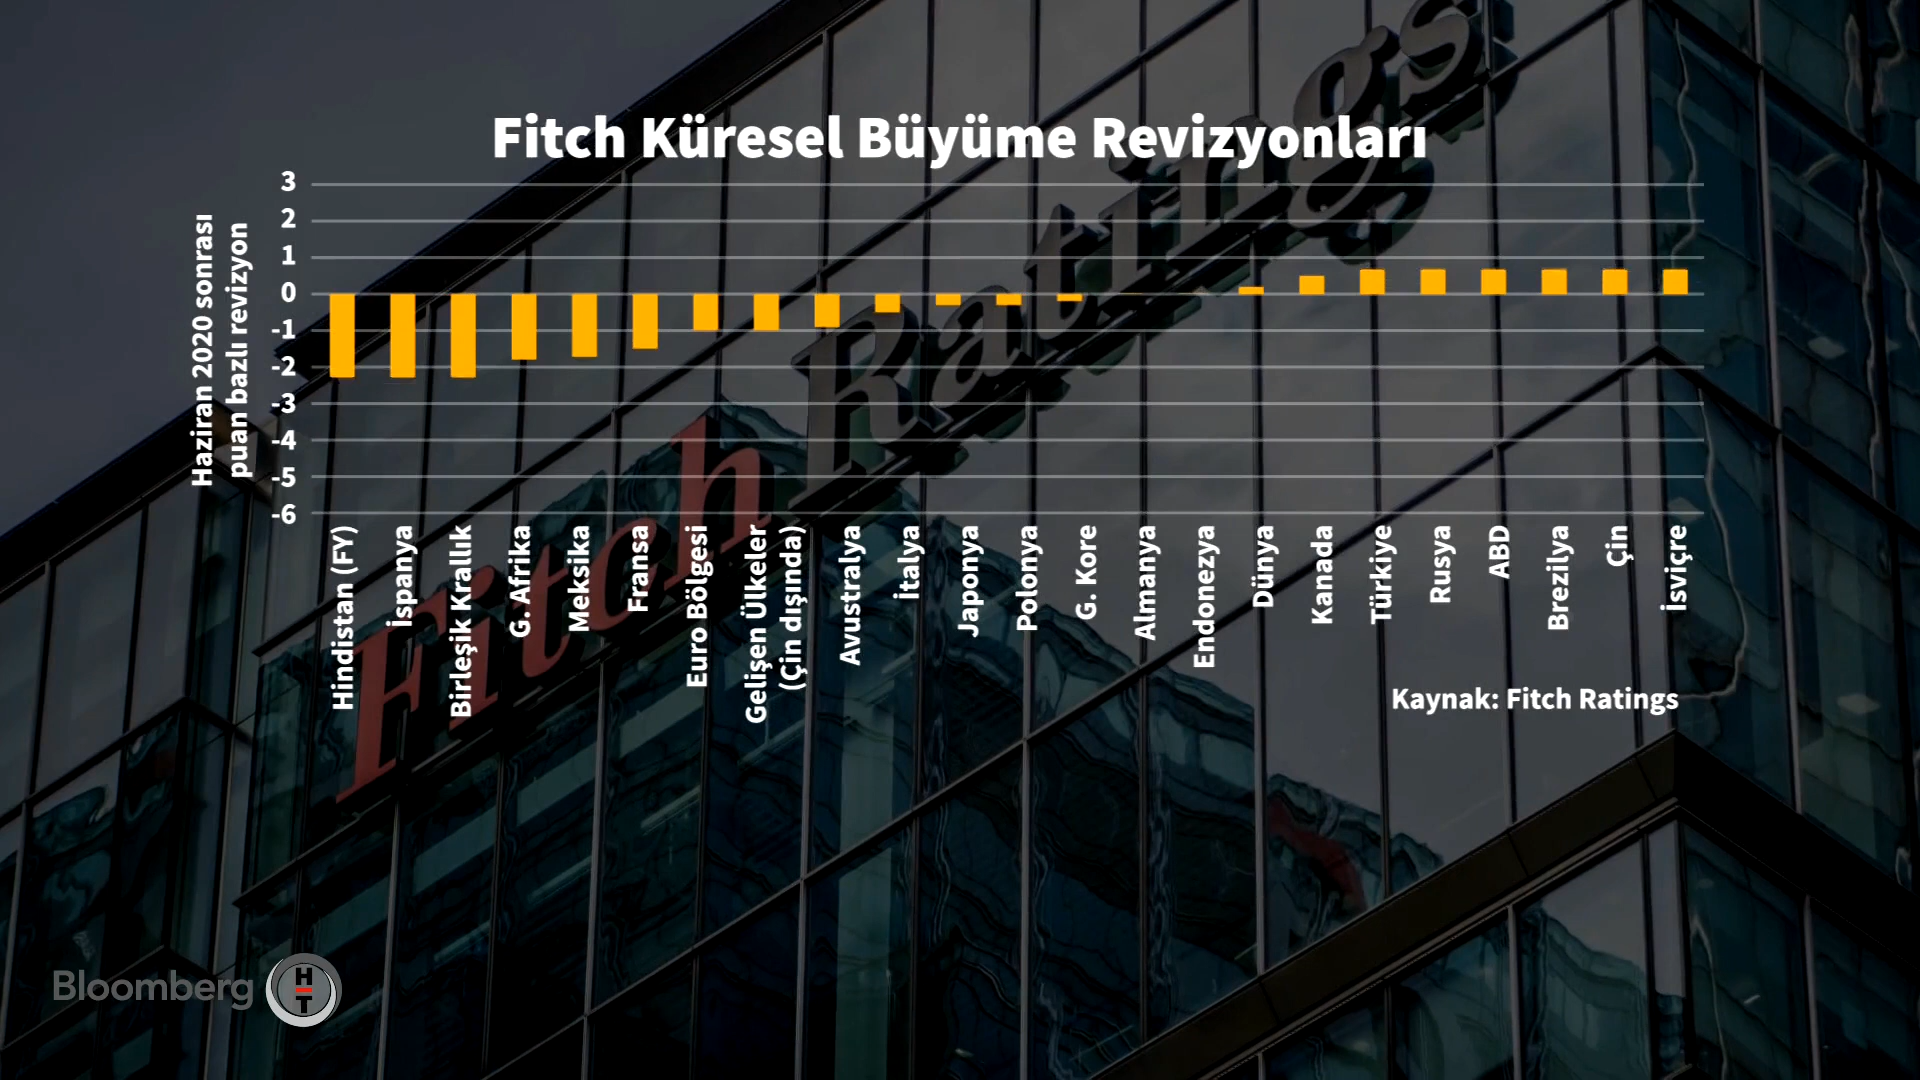 Fitch Küresel Büyüme Revizyonları
Haziran 2020 sonrası
puan bazlı revizyon
3
2
1
0
-1
-2
-3
-4
-5
-6
Hindistan (FY)
İspanya
Birleşik Krallık
G. Afrika
Meksika
Fransa
Euro Bölgesi
Gelişen Ülkeler
(Çin dışında)
Avustralya
İtalya
Japonya
Polonya
G. Kore
Almanya
Endonezya
Dünya
Kanada
Türkiye
Rusya
ABD
Brezilya
Çin
İsviçre
Kaynak: Fitch Ratings
Fitch Ratings
Bloomberg HT